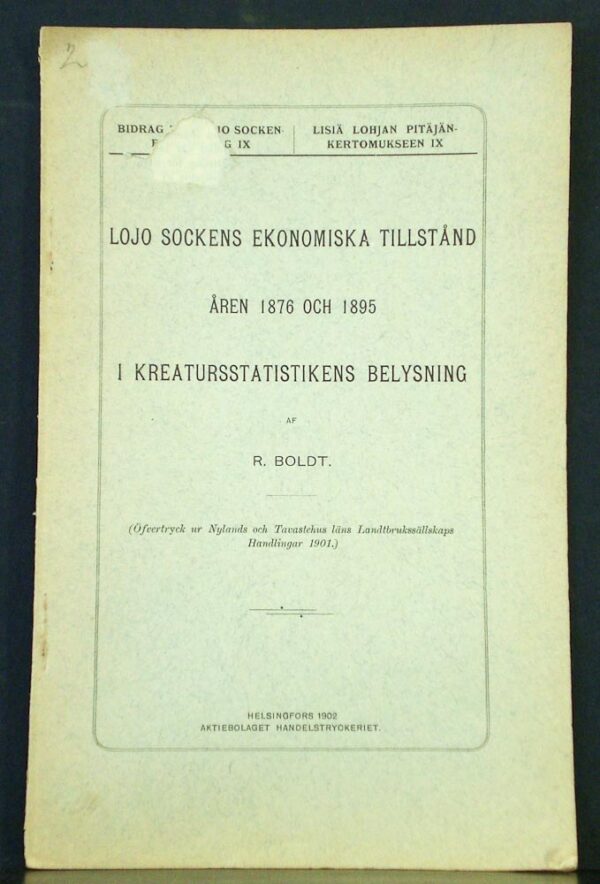 2
BIDRAG JO SOCKEN-
G IX
LISIÄ LOHJAN PITÄJÄN-
KERTOMUKSEEN IX
LOJO SOCKENS EKONOMISKA TILLSTÅND
ÅREN 1876 OCH 1895
I KREATURSSTATISTIKENS BELYSNING
AF
R. BOLDT.
(Öfvertryck ur Nylands och Tavastehus läns Landtbrukssällskaps
Handlingar 1901.)
HELSINGFORS 1902
AKTIEBOLAGET HANDELSTRYCKERIET.